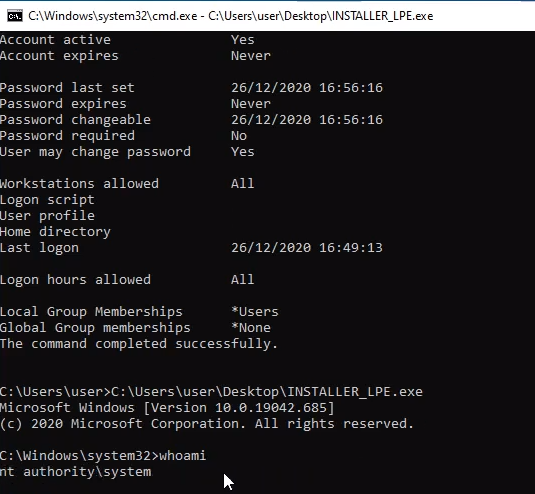 C:\Windows\system32\cmd.exe - C:\Users\user\Desktop\INSTALLER_LPE.exe
Account active Yes
Account expires Never
Password last set 26/12/2020 16:56:16
Password expires Never
Password changeable 26/12/2020 16:56:16
Password required No
User may change password Yes
Workstations allowed All
Logon script
User profile
Home directory
Last logon 26/12/2020 16:49:13
Logon hours allowed All
Local Group Memberships *Users
Global Group memberships *None
The command completed successfully.
C:\Users\user>C:\Users\user\Desktop\INSTALLER_LPE.exe
Microsoft Windows [Version 10.0.19042.685]
(c) 2020 Microsoft Corporation. All rights reserved.
C:\Windows\system32>whoami
nt authority\system